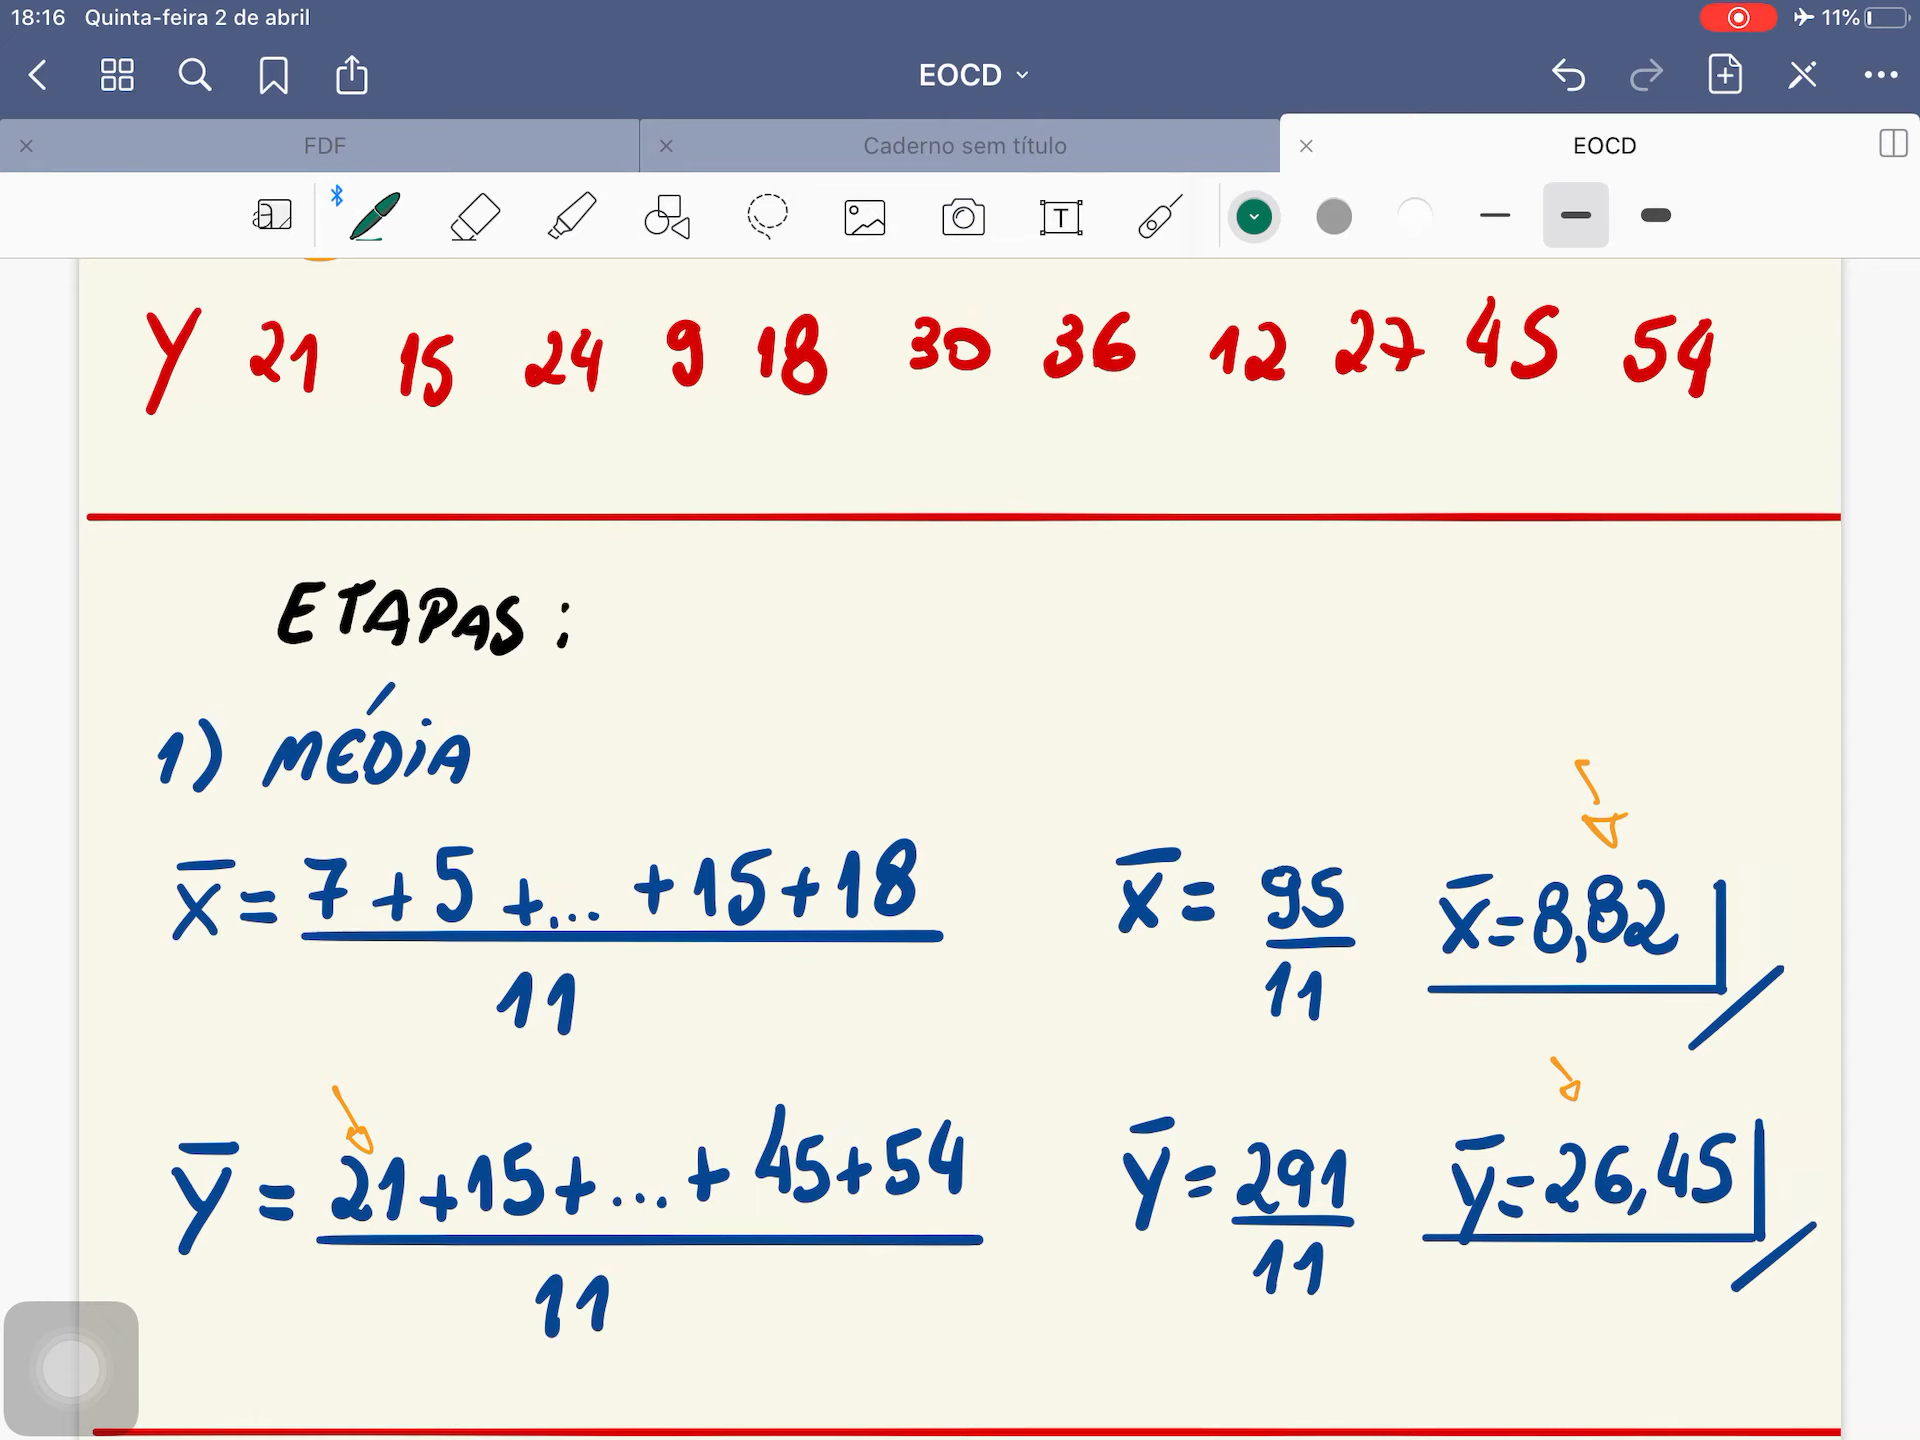 18:16 Quinta-feira 2 de abril 11%
EOCD
FDF Caderno sem título EOCD
T
Y 21 15 24 9 18 30 36 12 27 45 54
ETAPAS:
1) MÉDIA
x̄ = 7 + 5 + ... + 15 + 18
11
x̄ = 95
11
x̄ = 8,82
ȳ = 21 + 15 + ... + 45 + 54
11
ȳ = 291
11
ȳ = 26,45